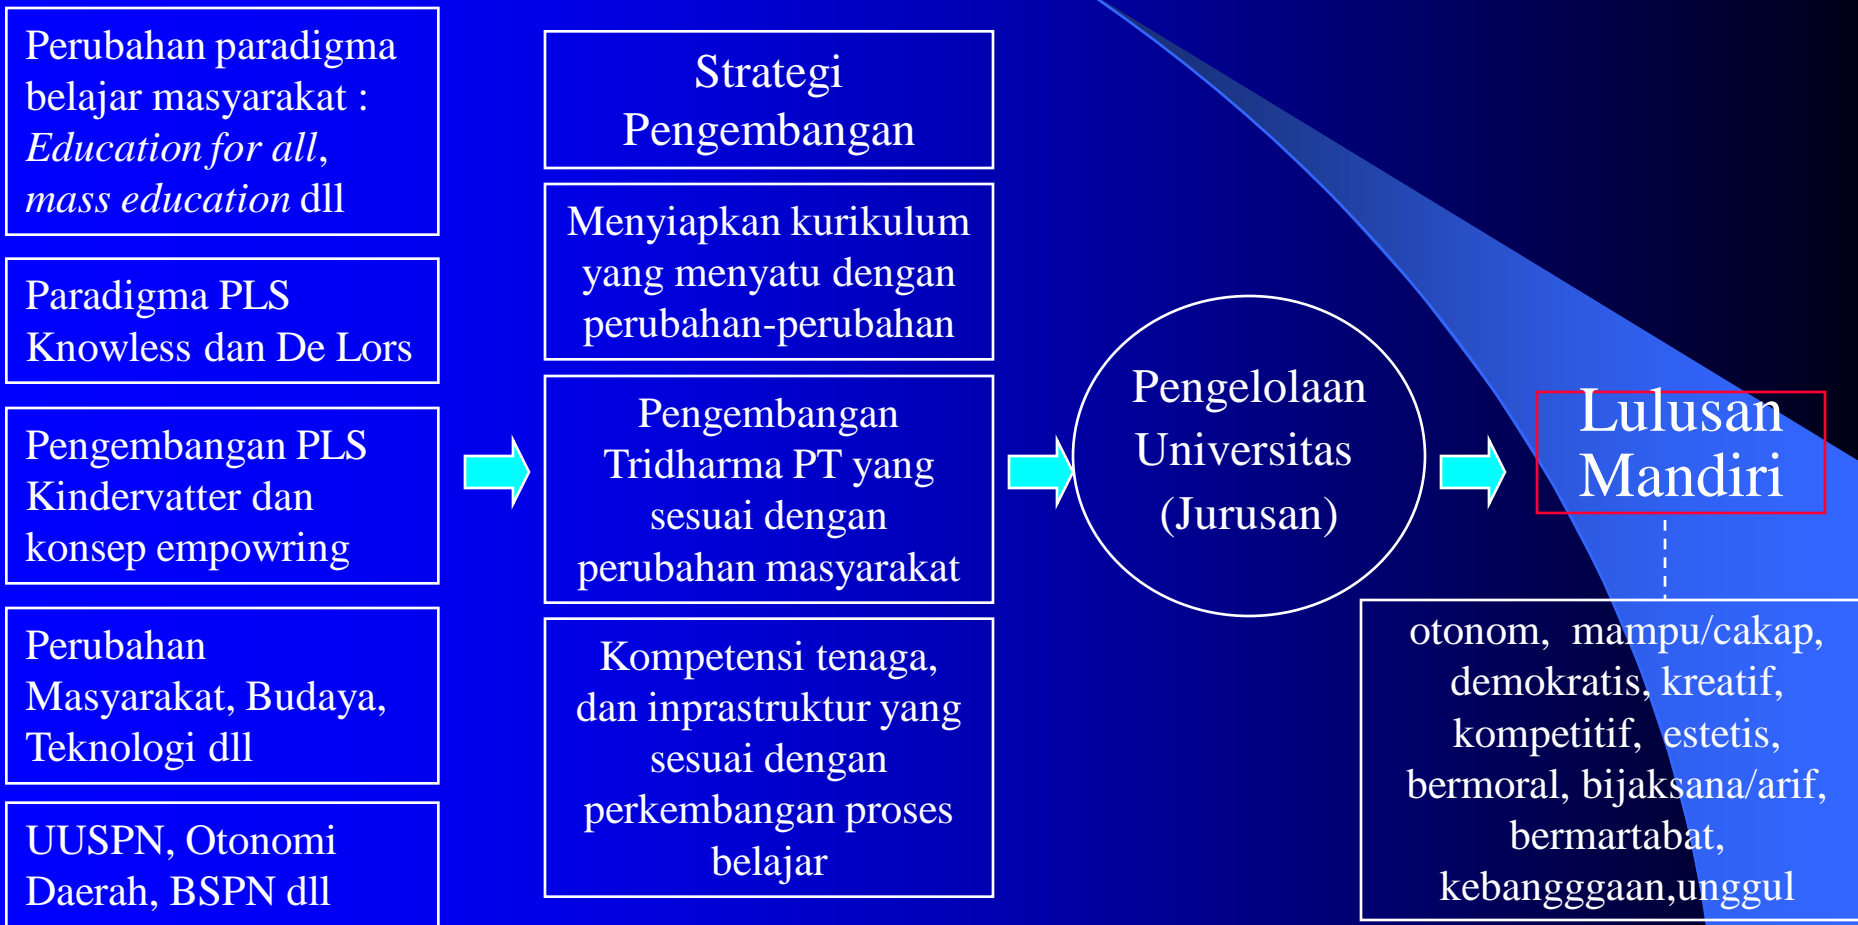 Perubahan paradigma
belajar masyarakat :
Education for all,
mass education dll
Paradigma PLS
Knowless dan De Lors
Pengembangan PLS
Kindervatter dan
konsep empowring
Perubahan
Masyarakat, Budaya,
Teknologi dll
UUSPN, Otonomi
Daerah, BSPN dll
Strategi
Pengembangan
Menyiapkan kurikulum
yang menyatu dengan
perubahan-perubahan
Pengembangan
Tridharma PT yang
sesuai dengan
perubahan masyarakat
Kompetensi tenaga,
dan inprastruktur yang
sesuai dengan
perkembangan proses
belajar
Pengelolaan
Universitas
(Jurusan)
Lulusan
Mandiri
otonom, mampu/cakap,
demokratis, kreatif,
kompetitif, estetis,
bermoral, bijaksana/arif,
bermartabat,
kebangggaan,unggul